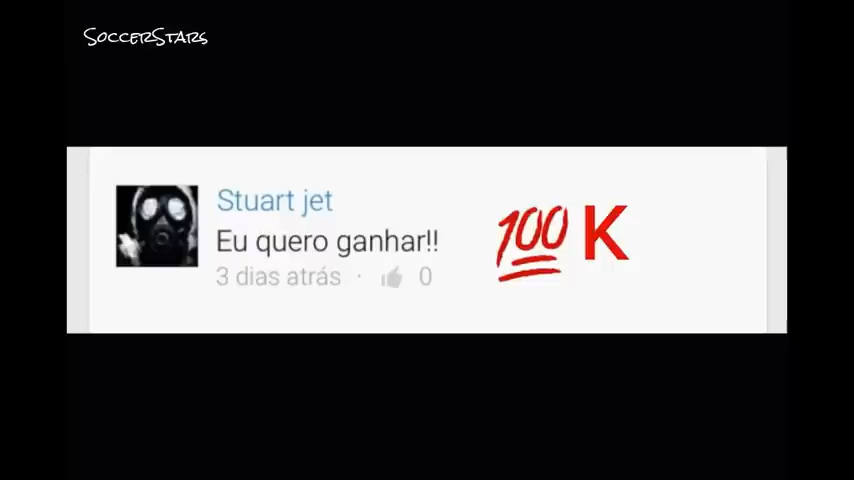 SoccerStars
Stuart jet
Eu quero ganhar!!
3 dias atrás · 0
100 K